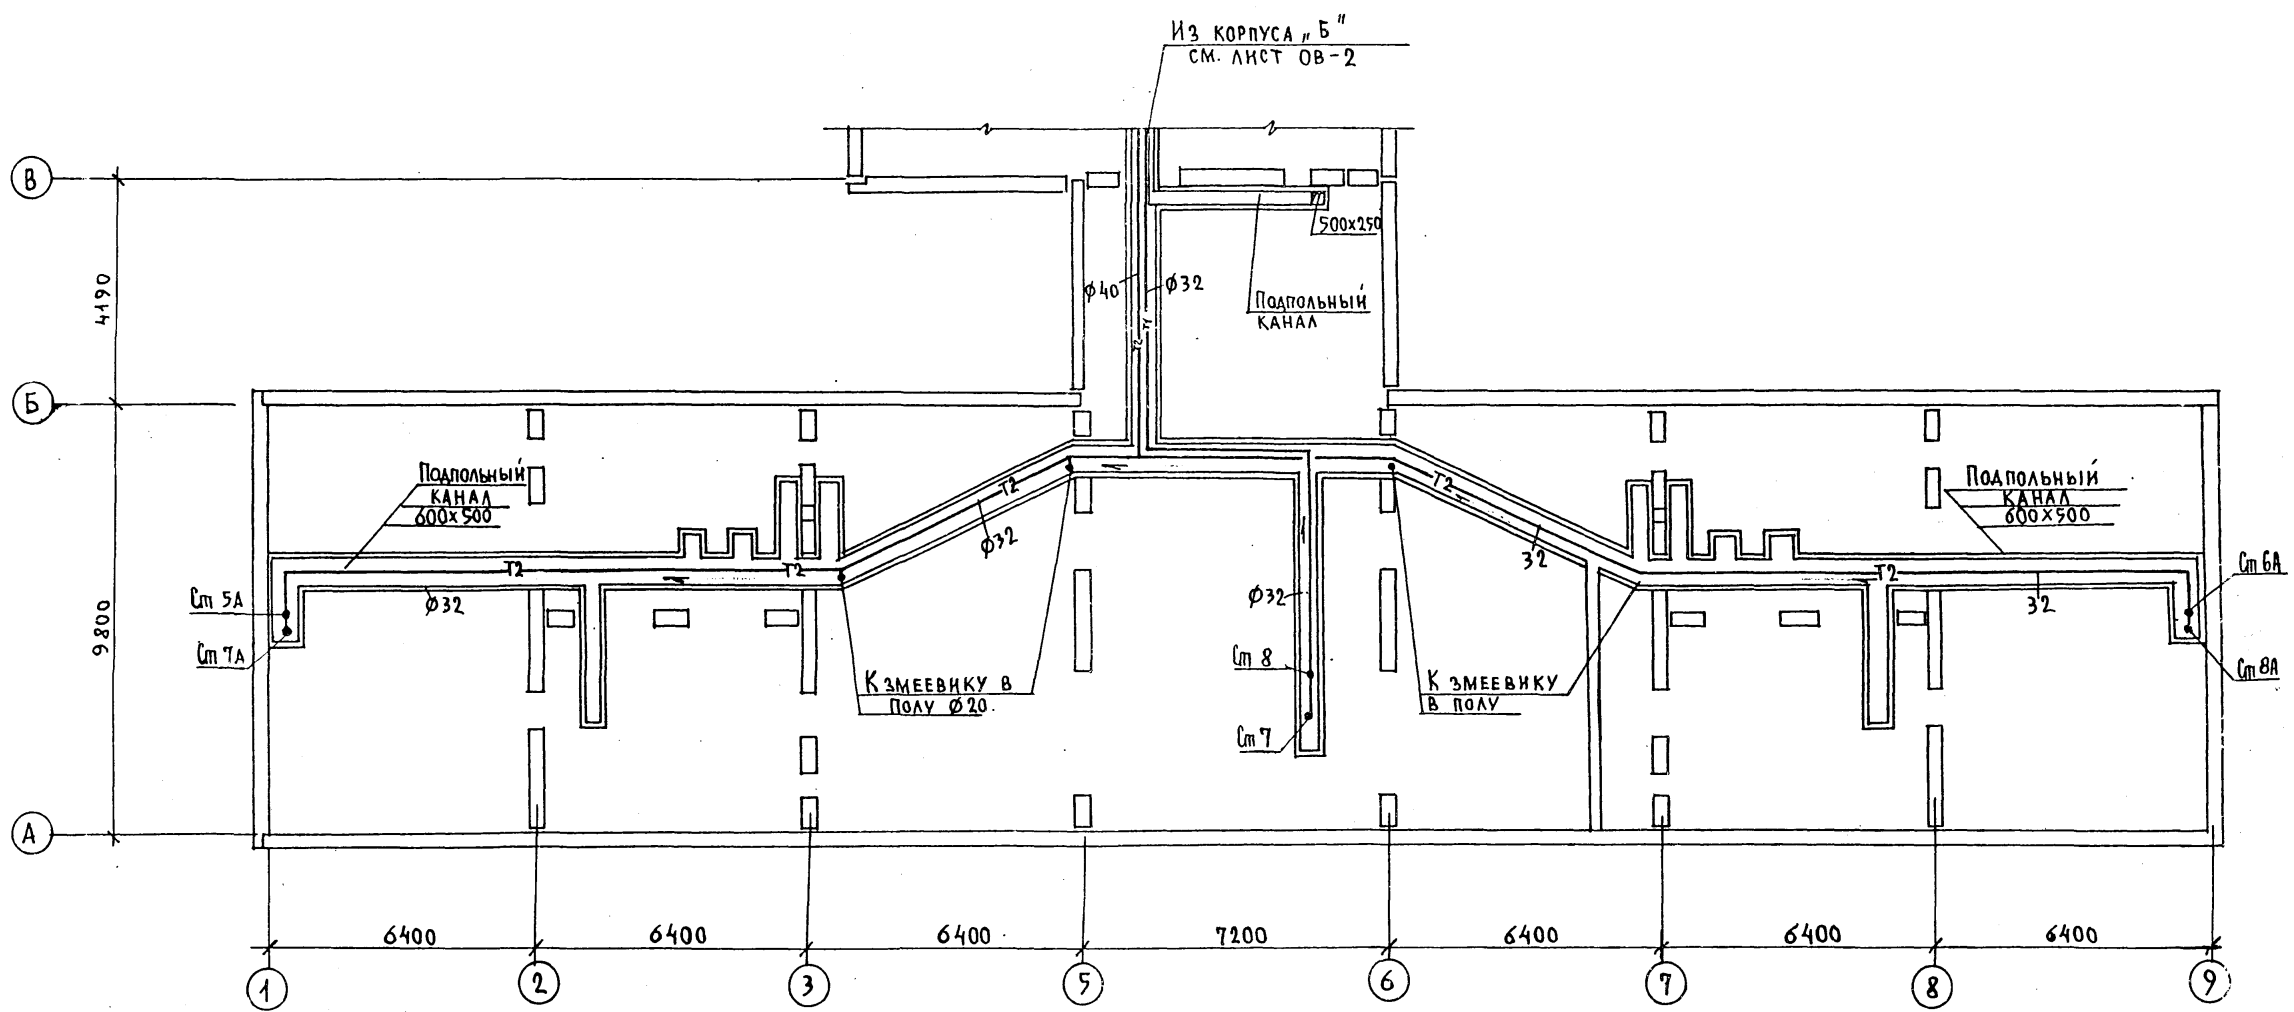 Из корпуса „Б"
см. лист ОВ-2
В
500х250
4190
Ф40
Ф32
Подпольный
канал
Т1
Т2
Б
Подпольный
канал
600х500
Т2
Ф32
Т2
32
Подпольный
канал
600х500
Т2
Т2
Т2
Ст 5А
Ф32
Ст 7А
Ф32
32
Ст 6А
Ст 8А
9800
К змеевику в
полу Ф20.
Ст 8
Ст 7
К змеевику
в полу
А
6400
6400
6400
7200
6400
6400
6400
1
2
3
5
6
7
8
9